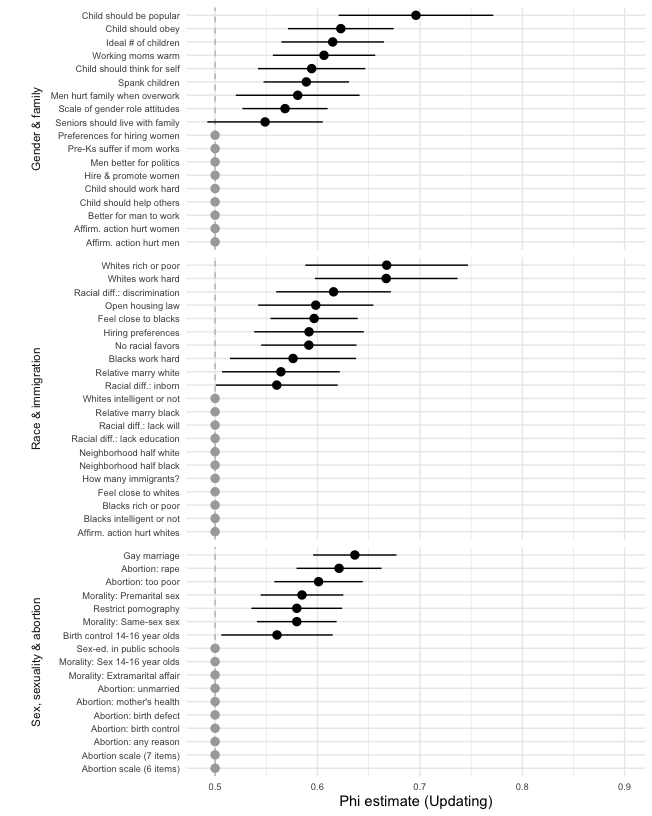 Gender & family
Child should be popular
Child should obey
Ideal # of children
Working moms warm
Child should think for self
Spank children
Men hurt family when overwork
Scale of gender role attitudes
Seniors should live with family
Preferences for hiring women
Pre-Ks suffer if mom works
Men better for politics
Hire & promote women
Child should work hard
Child should help others
Better for man to work
Affirm. action hurt women
Affirm. action hurt men
Race & immigration
Whites rich or poor
Whites work hard
Racial diff.: discrimination
Open housing law
Feel close to blacks
Hiring preferences
No racial favors
Blacks work hard
Relative marry white
Racial diff.: inborn
Whites intelligent or not
Relative marry black
Racial diff.: lack will
Racial diff.: lack education
Neighborhood half white
Neighborhood half black
How many immigrants?
Feel close to whites
Blacks rich or poor
Blacks intelligent or not
Affirm. action hurt whites
Sex, sexuality & abortion
Gay marriage
Abortion: rape
Abortion: too poor
Morality: Premarital sex
Restrict pornography
Morality: Same-sex sex
Birth control 14-16 year olds
Sex-ed. in public schools
Morality: Sex 14-16 year olds
Morality: Extramarital affair
Abortion: unmarried
Abortion: mother's health
Abortion: birth defect
Abortion: birth control
Abortion: any reason
Abortion scale (7 items)
Abortion scale (6 items)
0.5 0.6 0.7 0.8 0.9
Phi estimate (Updating)